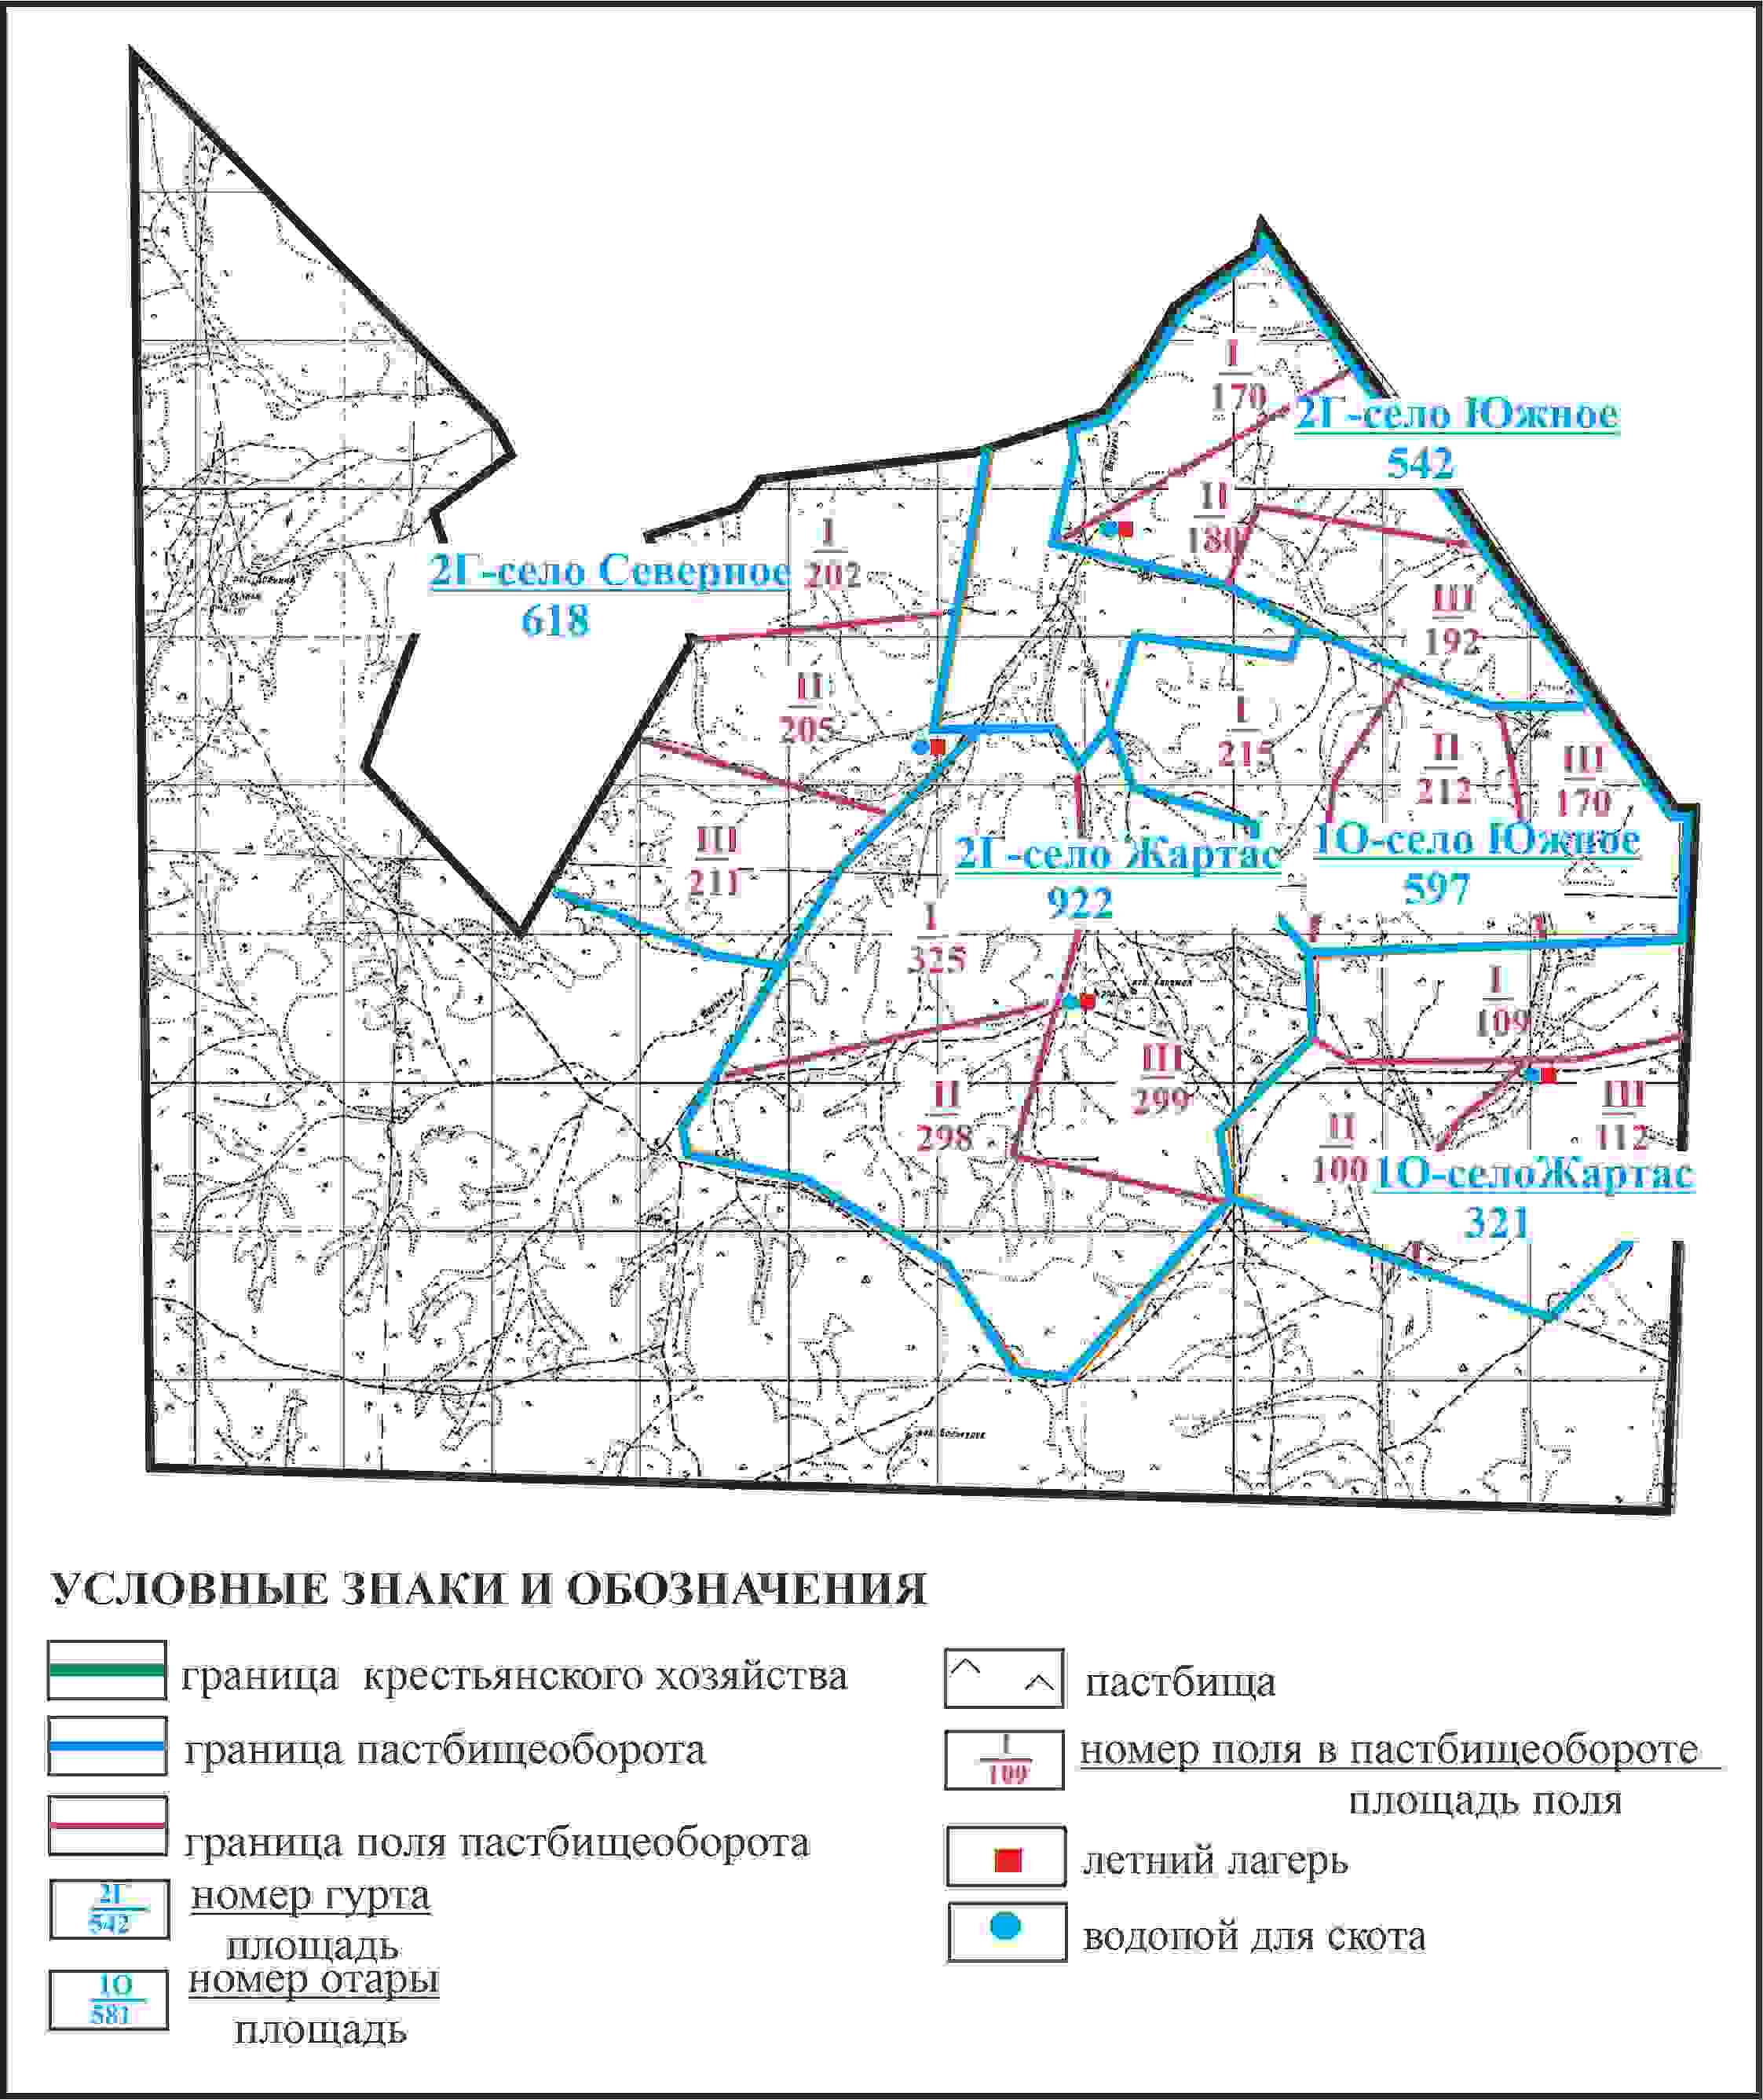 I
170
2Г-село Южное
542
II
180
I
202
2Г-село Северное
618
III
192
II
205
I
215
II
212
III
170
III
211
2Г-село Жартас
922
1О-село Южное
597
I
325
I
109
II
298
III
299
II
100
III
112
1О-селоЖартас
321
УСЛОВНЫЕ ЗНАКИ И ОБОЗНАЧЕНИЯ
граница крестьянского хозяйства
граница пастбищеоборота
граница поля пастбищеоборота
2Г
542
номер гурта
площадь
1О
581
номер отары
площадь
пастбища
I
109
номер поля в пастбищеобороте
площадь поля
летний лагерь
водопой для скота